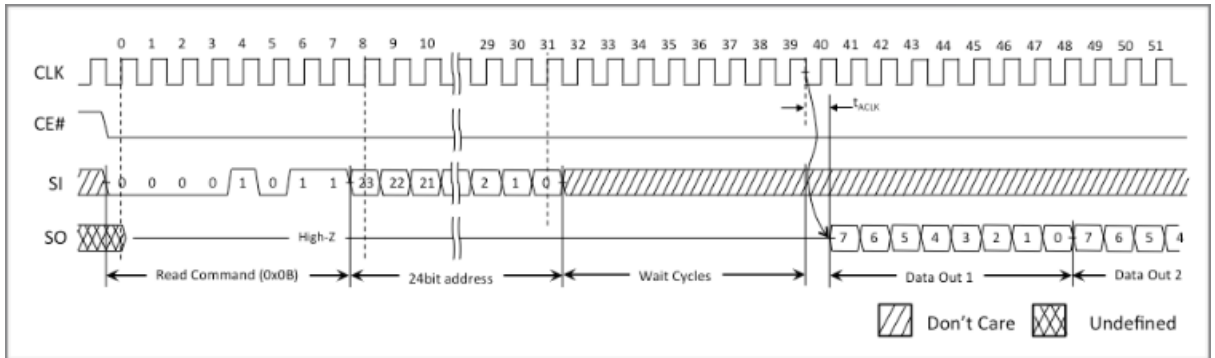 0 1 2 3 4 5 6 7 8 9 10 29 30 31 32 33 34 35 36 37 38 39 40 41 42 43 44 45 46 47 48 49 50 51
CLK
tACLK
CE#
SI 0 0 0 0 1 0 1 1 23 22 21 2 1 0
SO High-Z 7 6 5 4 3 2 1 0 7 6 5 4
Read Command (0x0B) 24bit address Wait Cycles Data Out 1 Data Out 2
Don't Care Undefined